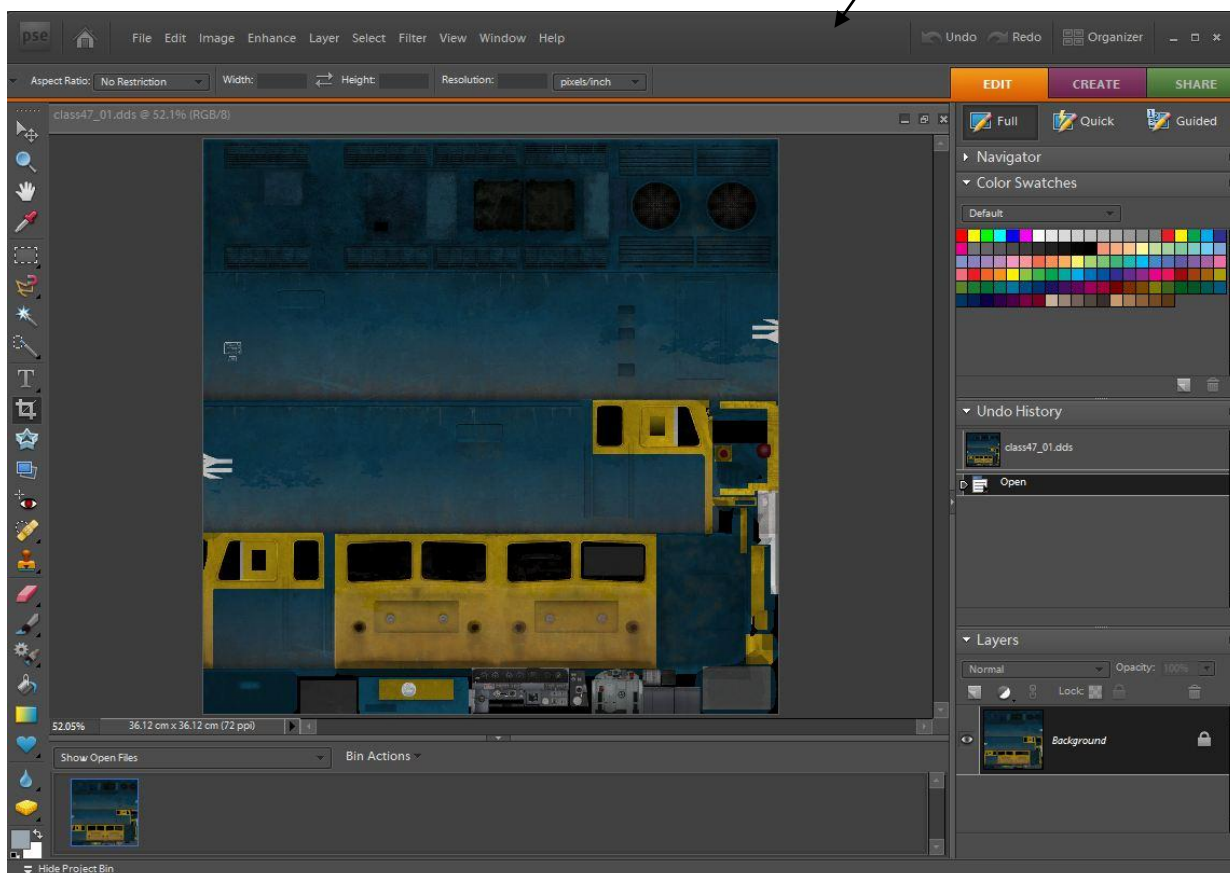 pse File Edit Image Enhance Layer Select Filter View Window Help Undo Redo Organizer
Aspect Ratio: No Restriction Width: Height: Resolution: pixels/inch EDIT CREATE SHARE
class47_01.dds @ 52.1% (RGB/8)
Full Quick Guided
Navigator
Color Swatches
Default
Undo History
class47_01.dds
Open
Layers
Normal Opacity: 100%
Lock:
Background
52.05% 36.12 cm x 36.12 cm (72 ppi)
Show Open Files Bin Actions
Hide Project Bin